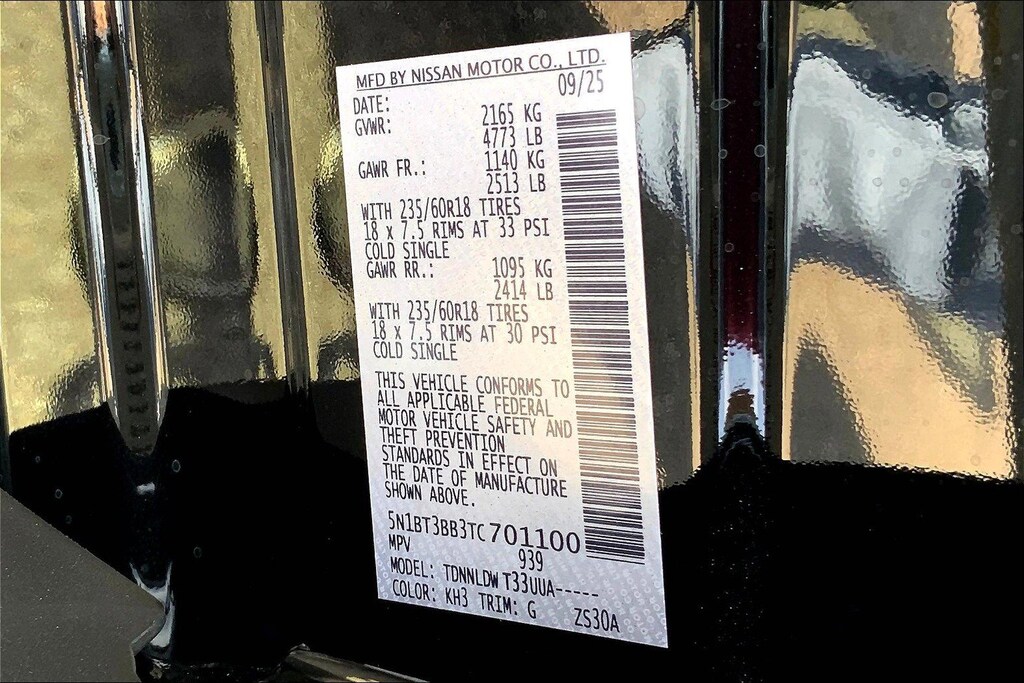 MFD BY NISSAN MOTOR CO., LTD.
DATE: 09/25
GVWR: 2165 KG
4773 LB
GAWR FR.: 1140 KG
2513 LB
WITH 235/60R18 TIRES
18 x 7.5 RIMS AT 33 PSI
COLD SINGLE
GAWR RR.: 1095 KG
2414 LB
WITH 235/60R18 TIRES
18 x 7.5 RIMS AT 30 PSI
COLD SINGLE
THIS VEHICLE CONFORMS TO
ALL APPLICABLE FEDERAL
MOTOR VEHICLE SAFETY AND
THEFT PREVENTION
STANDARDS IN EFFECT ON
THE DATE OF MANUFACTURE
SHOWN ABOVE.
5N1BT3BB3TC701100
MPV 939
MODEL: TDNNLDW T33UUA-----
COLOR: KH3 TRIM: G ZS30A